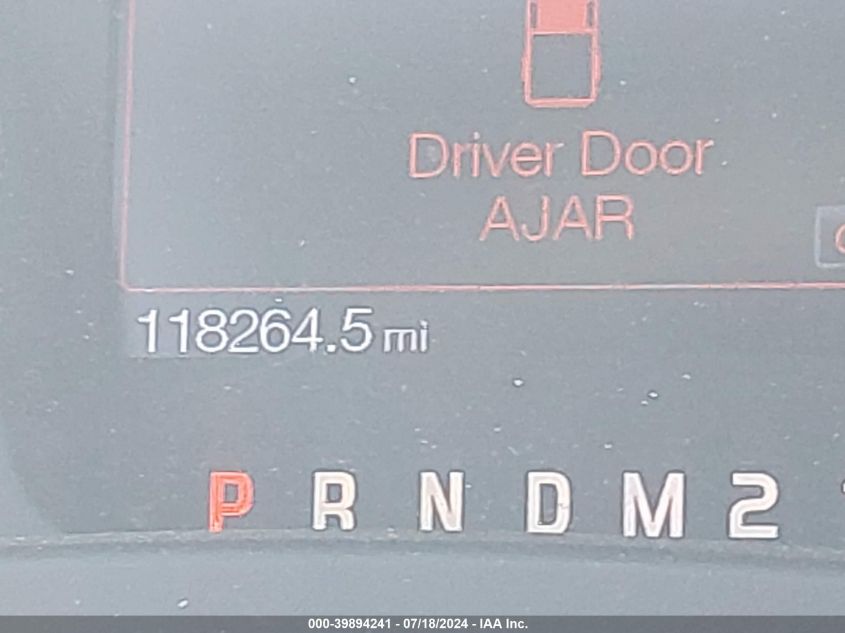 Driver Door
AJAR
118264.5 mi
P R N D M 2
000-39894241 - 07/18/2024 - IAA Inc.